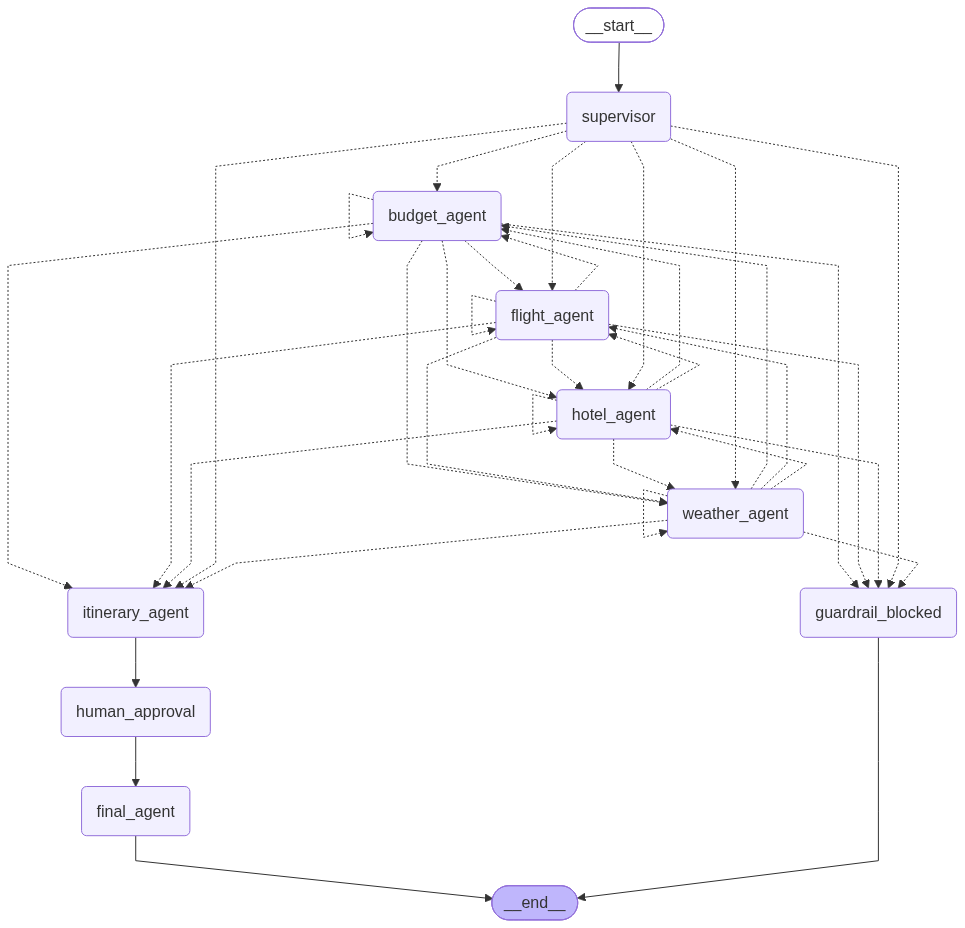 __start__
supervisor
budget_agent
flight_agent
hotel_agent
weather_agent
itinerary_agent
guardrail_blocked
human_approval
final_agent
__end__